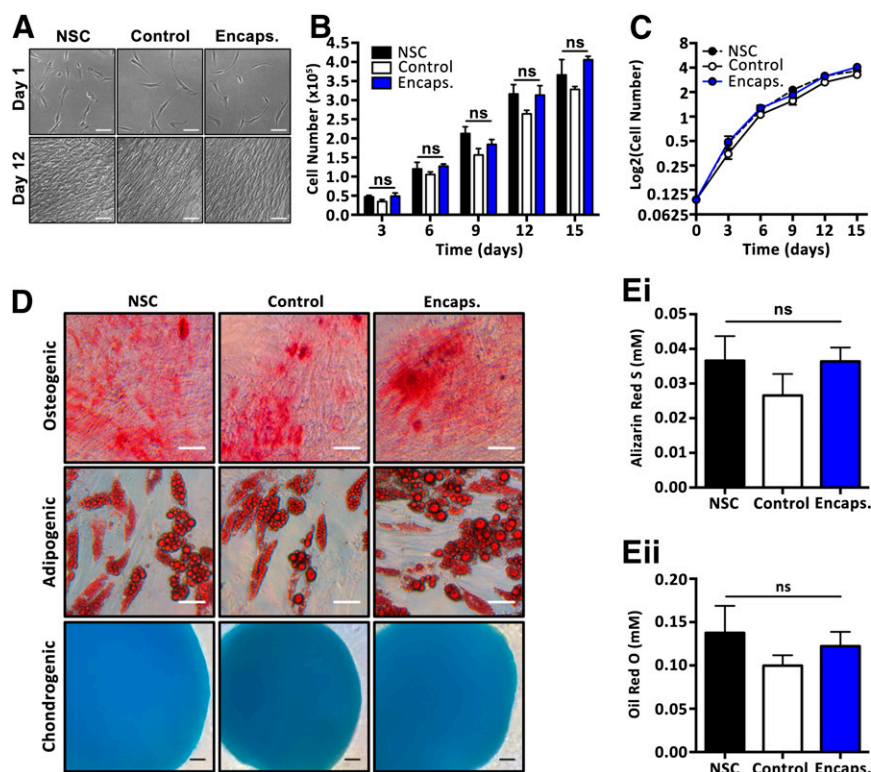 A
NSC Control Encaps.
Day 1
Day 12
B
Cell Number (x10⁵)
4.5
4.0
3.5
3.0
2.5
2.0
1.5
1.0
0.5
0.0
NSC
Control
Encaps.
ns ns ns ns ns
3 6 9 12 15
Time (days)
C
Log2(Cell Number)
8
4
2
1
0.5
0.25
0.125
0.0625
NSC
Control
Encaps.
0 3 6 9 12 15
Time (days)
D
NSC Control Encaps.
Osteogenic
Adipogenic
Chondrogenic
Ei
Alizarin Red S (mM)
0.05
0.04
0.03
0.02
0.01
0.00
ns
NSC Control Encaps.
Eii
Oil Red O (mM)
0.20
0.15
0.10
0.05
0.00
ns
NSC Control Encaps.